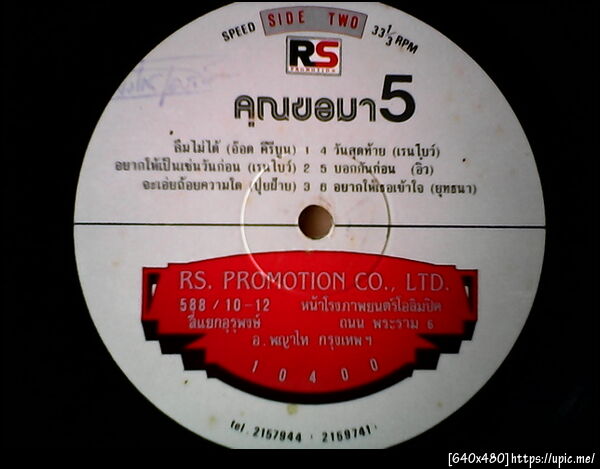 SPEED SIDE TWO 33 1/3 RPM
RS
PROMOTION
คุณขอมา 5
ลืมไม่ได้ (อ๊อด คีรีบูน) 1
อยากให้เป็นเช่นวันก่อน (เรนโบว์) 2
จะเอ่ยถ้อยความใด (ปุยฝ้าย) 3
4 วันสุดท้าย (เรนโบว์)
5 บอกกันก่อน (อิ๋ว)
6 อยากให้เธอเข้าใจ (ยุทธนา)
RS. PROMOTION CO., LTD.
588 / 10-12 หน้าโรงภาพยนตร์โอลิมปิค
สี่แยกอุรุพงษ์ ถนน พระราม 6
อ. พญาไท กรุงเทพฯ
10400
tel. 2157944 · 2159741 ·
[640x480]https://upic.me/